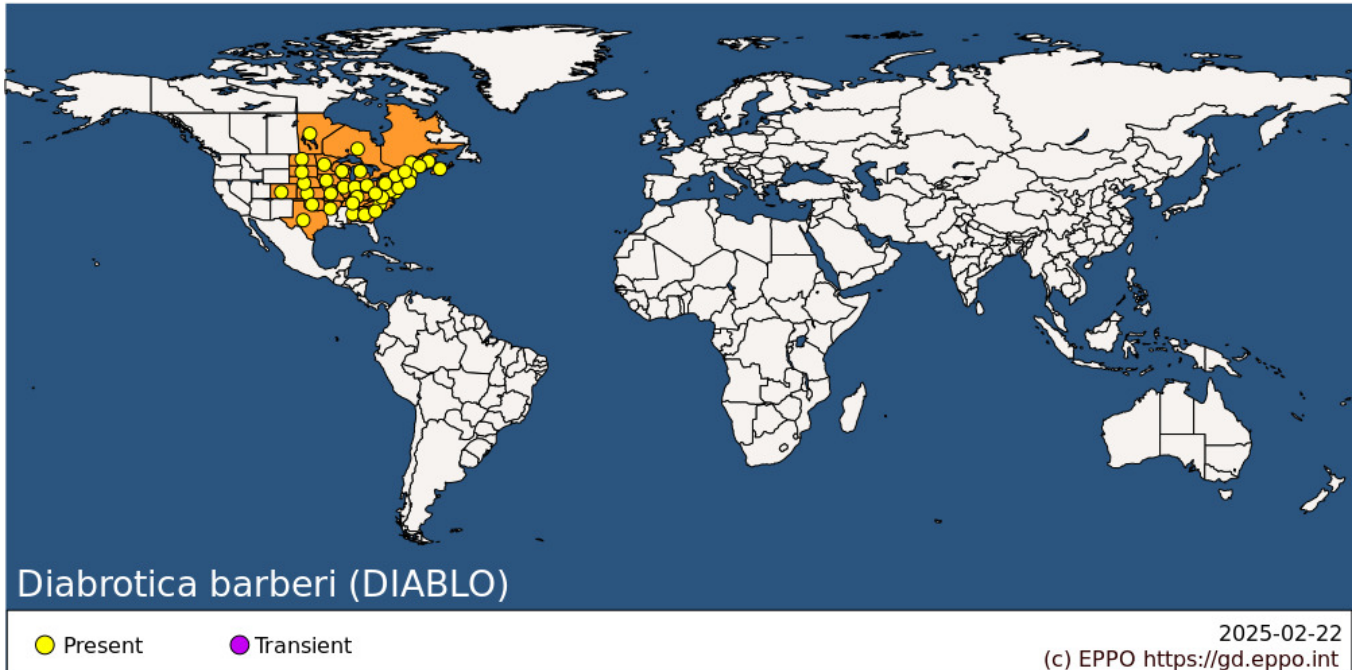 Diabrotica barberi (DIABLO)
Present
Transient
2025-02-22
(c) EPPO https://gd.eppo.int